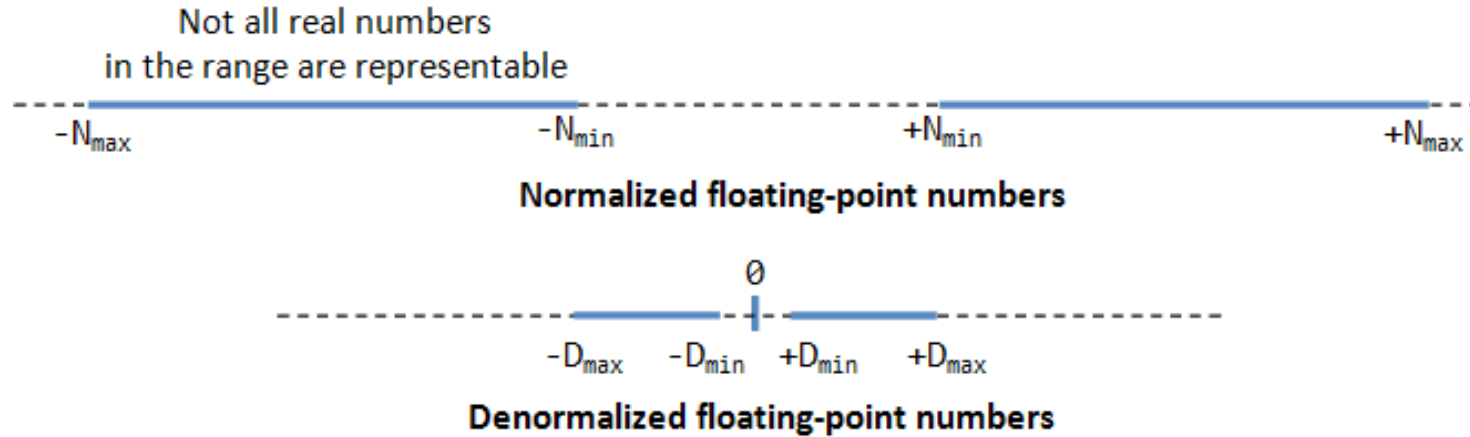 Not all real numbers
in the range are representable
-Nmax -Nmin +Nmin +Nmax
Normalized floating-point numbers
0
-Dmax -Dmin +Dmin +Dmax
Denormalized floating-point numbers